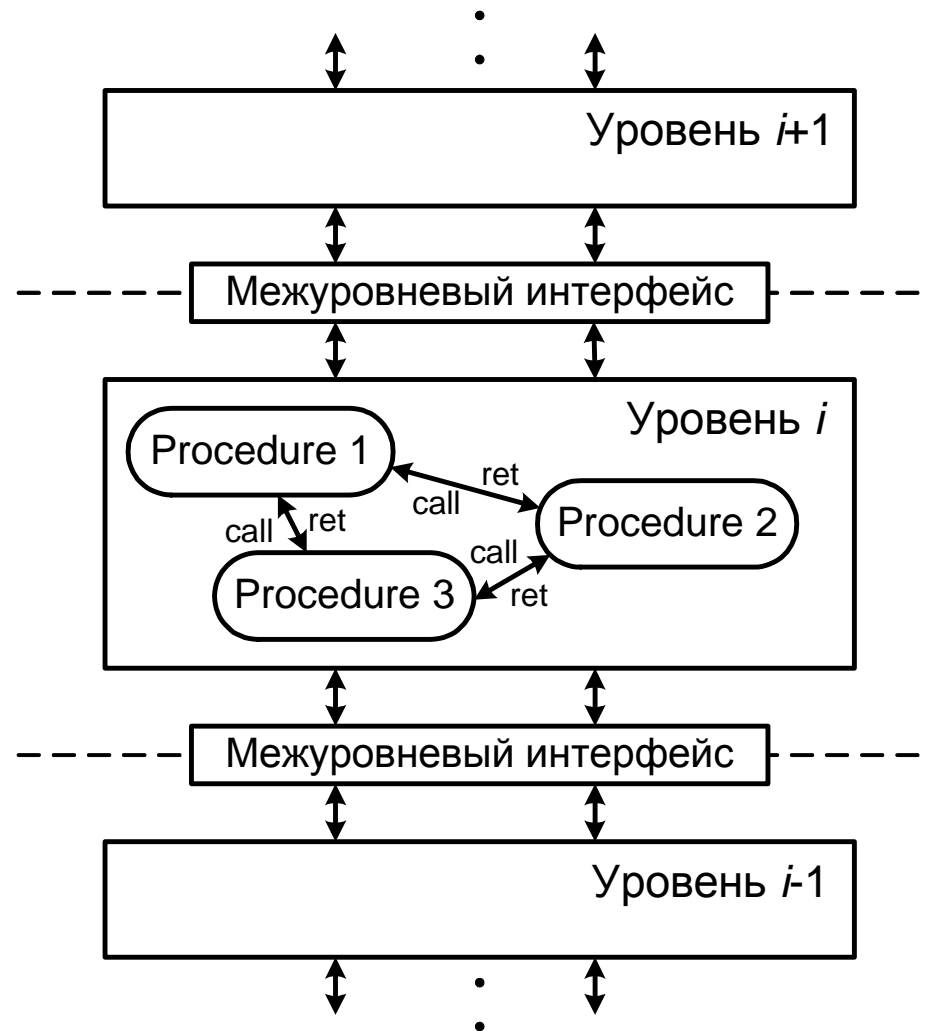 Уровень i+1
Межуровневый интерфейс
Уровень i
Procedure 1
ret
call
Procedure 2
call
ret
call
Procedure 3
ret
Межуровневый интерфейс
Уровень i-1